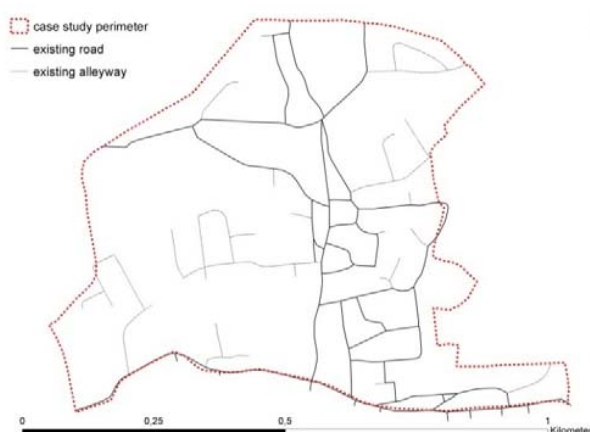 case study perimeter
existing road
existing alleyway
0 0,25 0,5 1
Kilometer